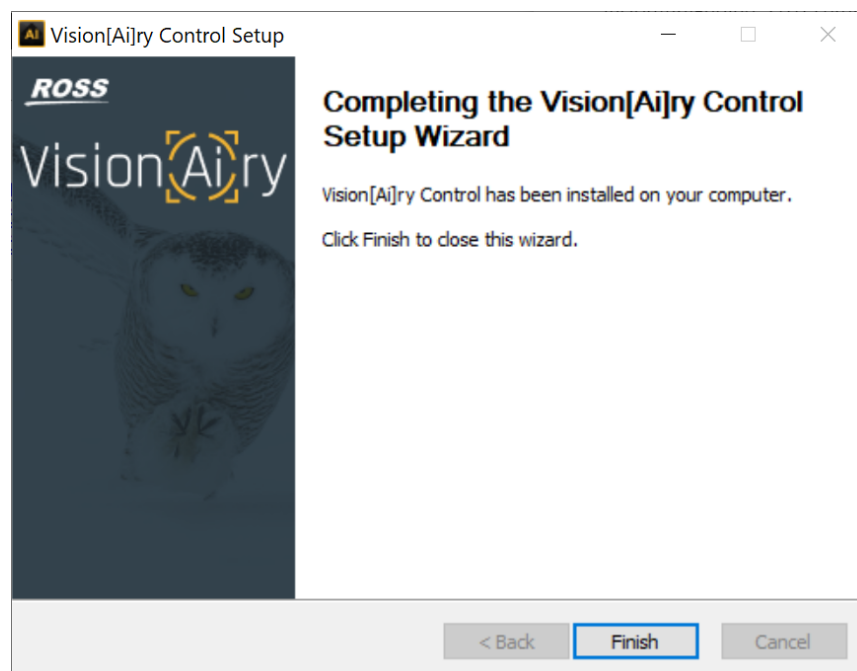 Vision[Ai]ry Control Setup
ROSS
Vision[Ai]ry
Completing the Vision[Ai]ry Control
Setup Wizard
Vision[Ai]ry Control has been installed on your computer.
Click Finish to close this wizard.
< Back
Finish
Cancel